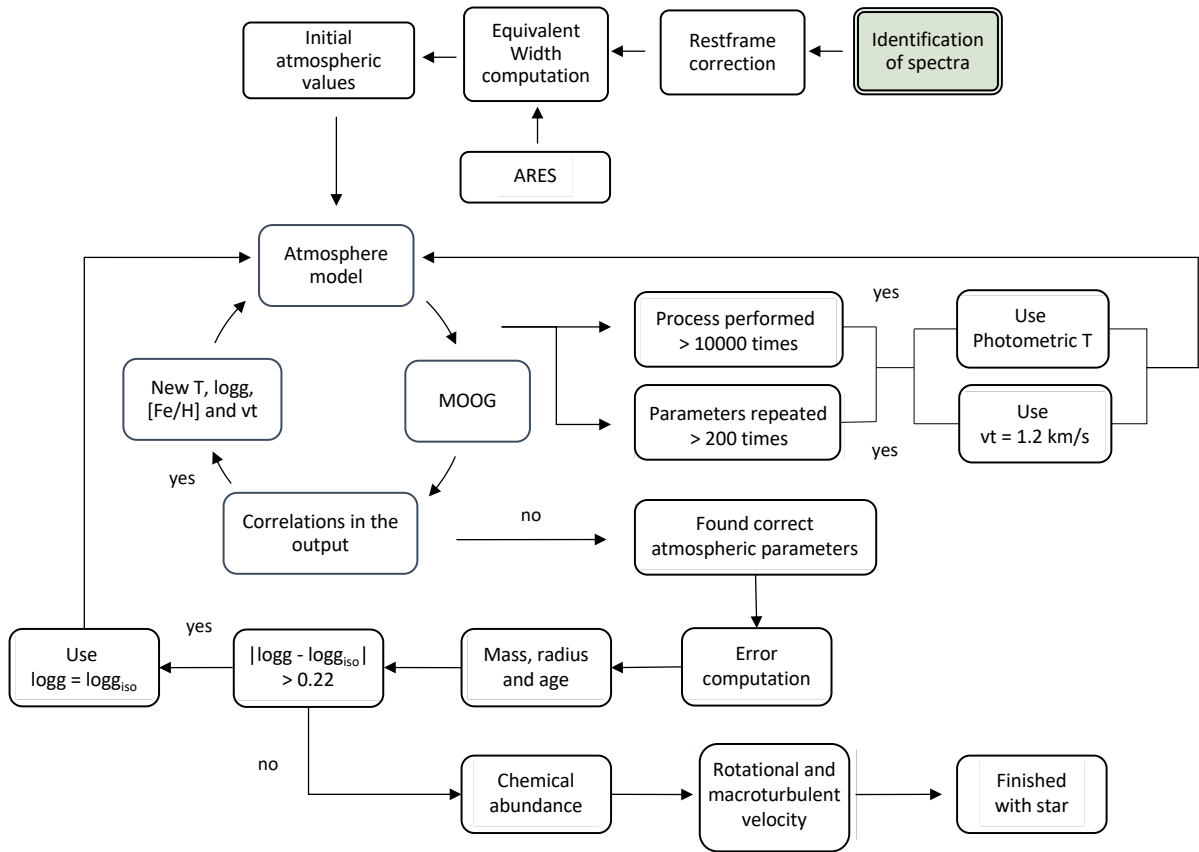 Initial
atmospheric
values
Equivalent
Width
computation
Restframe
correction
Identification
of spectra
ARES
Atmosphere
model
yes
Process performed
> 10000 times
Use
Photometric T
New T, logg,
[Fe/H] and vt
MOOG
Parameters repeated
> 200 times
Use
vt = 1.2 km/s
yes
yes
Correlations in the
output
no
Found correct
atmospheric parameters
yes
Use
logg = logg_iso
|logg - logg_iso|
> 0.22
Mass, radius
and age
Error
computation
no
Chemical
abundance
Rotational and
macroturbulent
velocity
Finished
with star